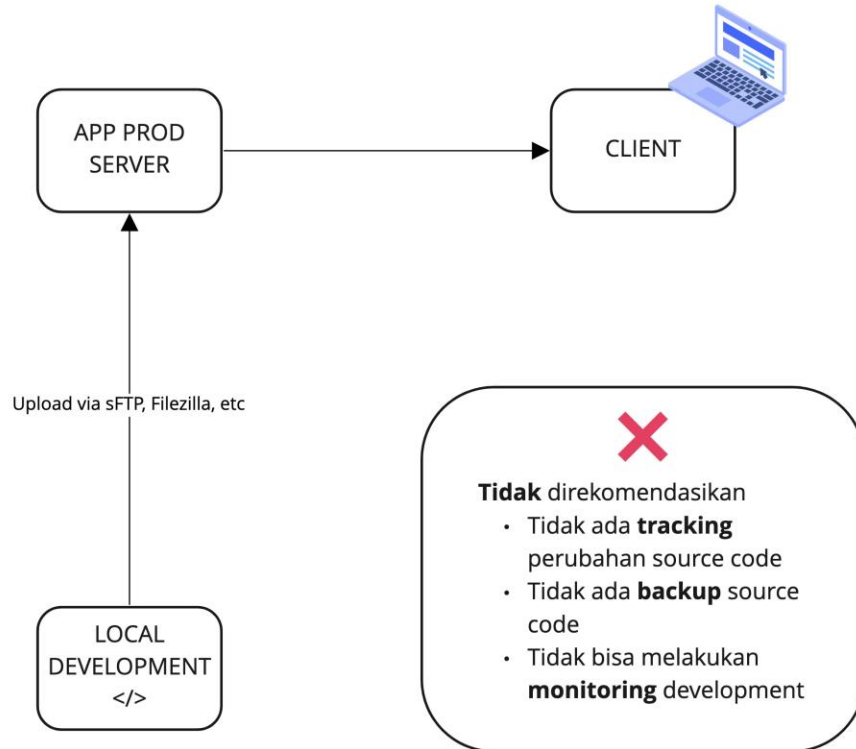 APP PROD
SERVER
CLIENT
Upload via sFTP, Filezilla, etc
Tidak direkomendasikan
• Tidak ada tracking
perubahan source code
• Tidak ada backup source
code
• Tidak bisa melakukan
monitoring development
LOCAL
DEVELOPMENT
</>